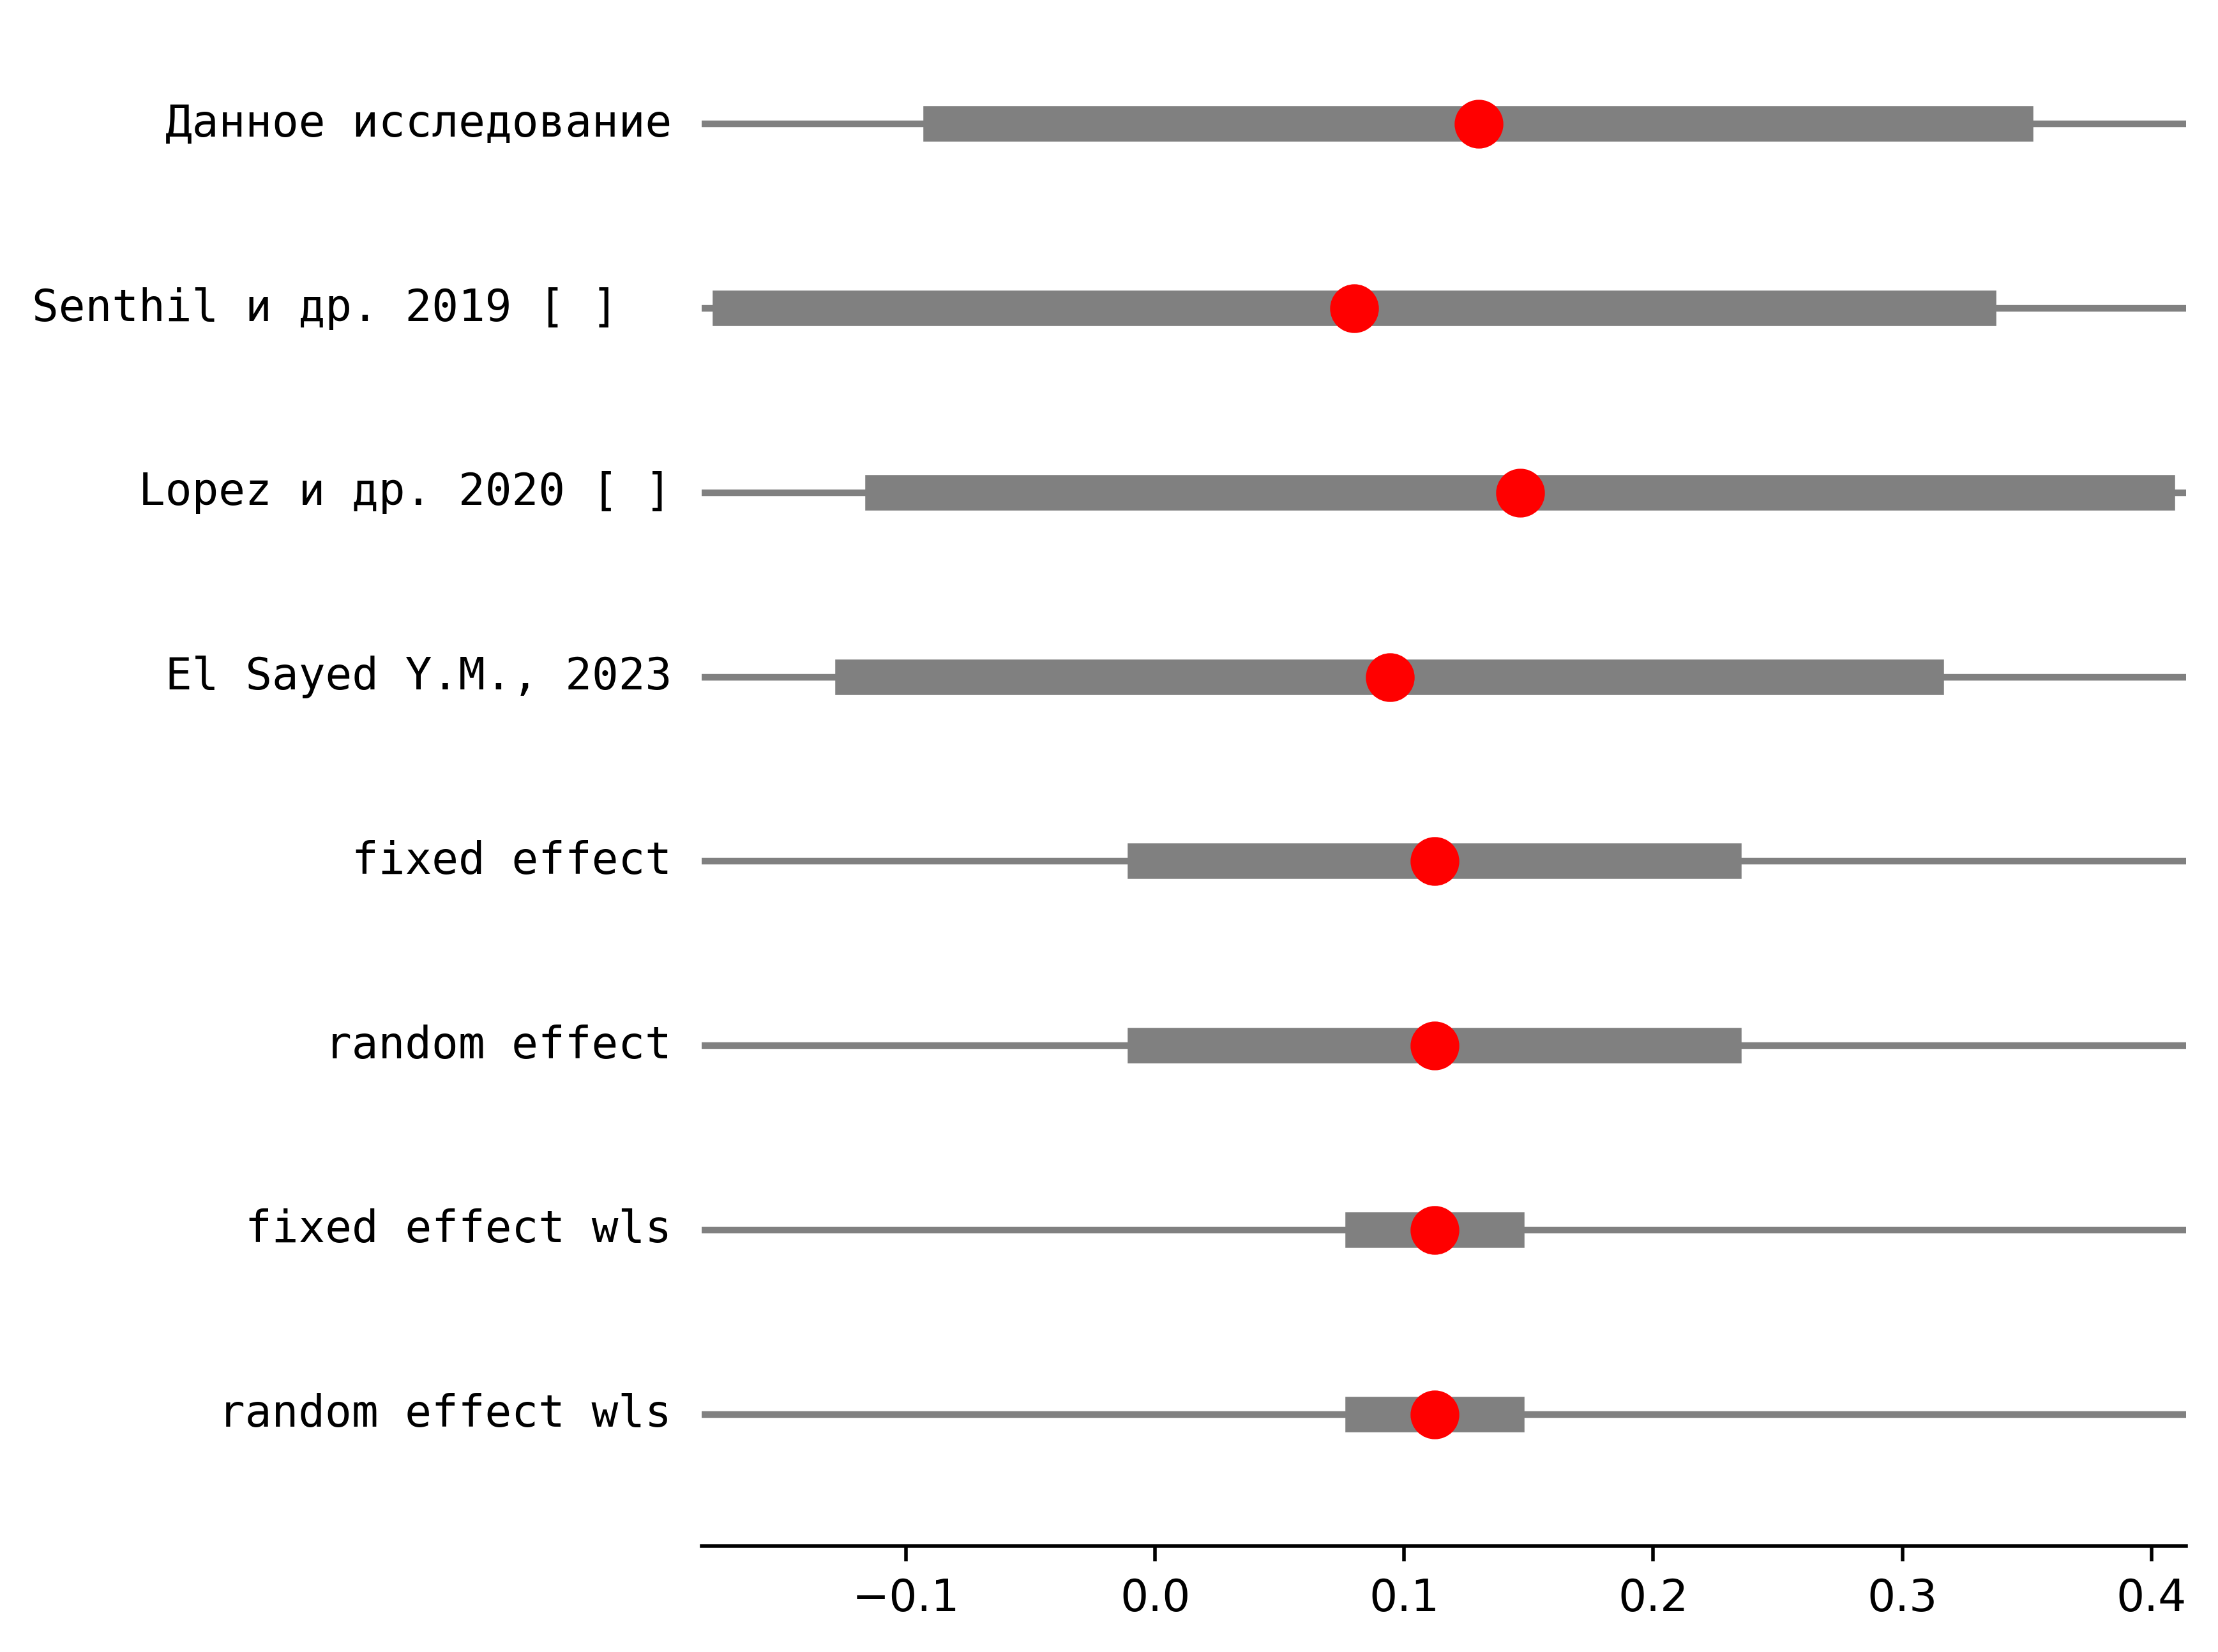 Данное исследование
Senthil и др. 2019 [ ]
Lopez и др. 2020 [ ]
El Sayed Y.M., 2023
fixed effect
random effect
fixed effect wls
random effect wls
−0.1 0.0 0.1 0.2 0.3 0.4